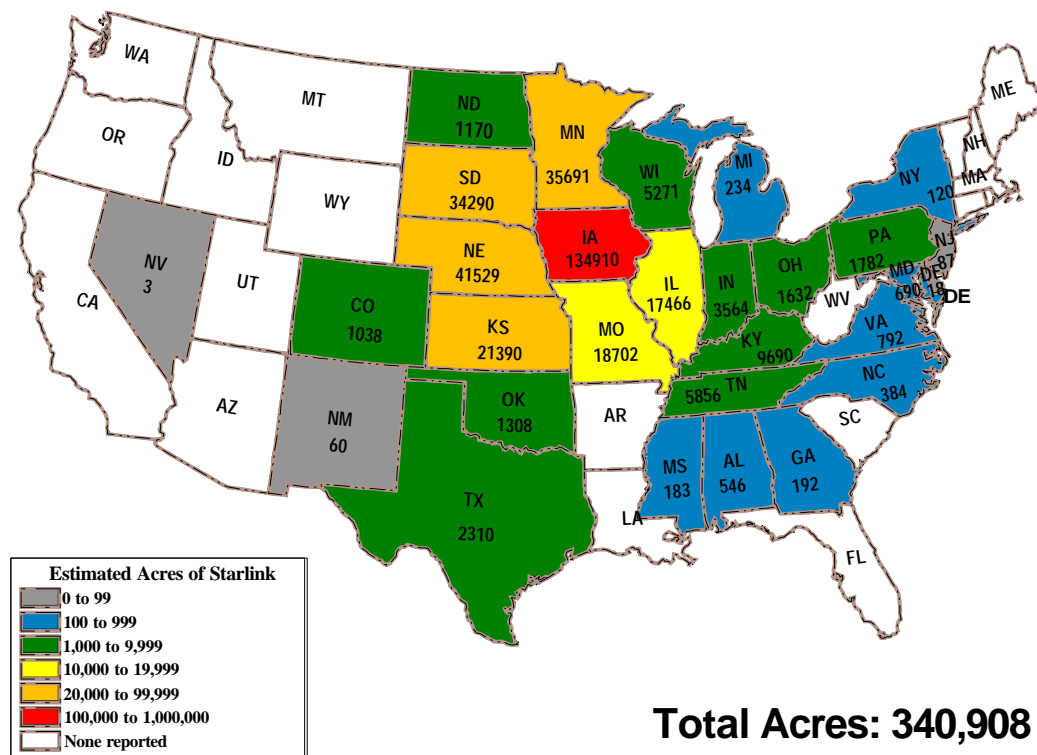 WA
MT
ND
1170
MN
35691
OR
ID
SD
34290
WY
WI
5271
MI
234
NY
120
ME
NH
MA
NV
3
UT
CA
NE
41529
IA
134910
CO
1038
KS
21390
MO
18702
IL
17466
IN
3564
OH
1632
PA
1782
NJ
87
MD
690
DE
18
DE
WV
VA
792
KY
9690
TN
5856
NC
384
SC
AZ
NM
60
OK
1308
AR
TX
2310
LA
MS
183
AL
546
GA
192
FL
Estimated Acres of Starlink
0 to 99
100 to 999
1,000 to 9,999
10,000 to 19,999
20,000 to 99,999
100,000 to 1,000,000
None reported
Total Acres: 340,908